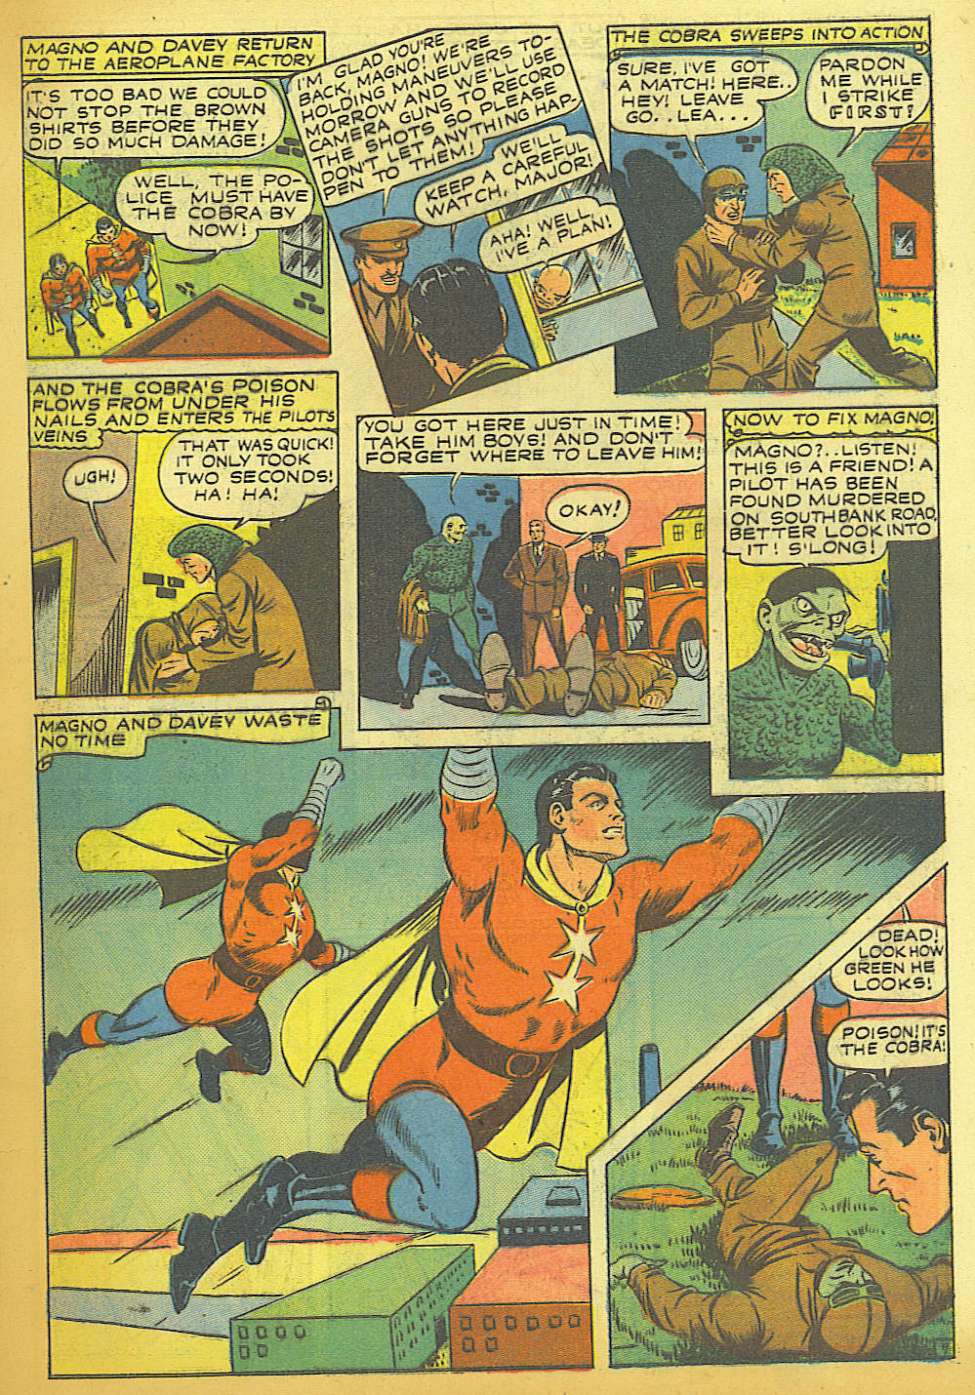 MAGNO AND DAVEY RETURN
TO THE AEROPLANE FACTORY
IT'S TOO BAD WE COULD
NOT STOP THE BROWN
SHIRTS BEFORE THEY
DID SO MUCH DAMAGE!
WELL, THE PO-
LICE MUST HAVE
THE COBRA BY
NOW!
I'M GLAD YOU'RE
BACK, MAGNO! WE'RE
HOLDING MANEUVERS TO-
MORROW AND WE'LL USE
CAMERA GUNS TO RECORD
THE SHOTS SO PLEASE
DON'T LET ANYTHING HAP-
PEN TO THEM!
WE'LL
KEEP A CAREFUL
WATCH, MAJOR!
AHA! WELL,
I'VE A PLAN!
THE COBRA SWEEPS INTO ACTION
SURE, I'VE GOT
A MATCH! HERE..
HEY! LEAVE
GO..LEA...
PARDON
ME WHILE
I STRIKE
FIRST!
AND THE COBRA'S POISON
FLOWS FROM UNDER HIS
NAILS AND ENTERS THE PILOT'S
VEINS
UGH!
THAT WAS QUICK!
IT ONLY TOOK
TWO SECONDS!
HA! HA!
YOU GOT HERE JUST IN TIME!
TAKE HIM BOYS! AND DON'T
FORGET WHERE TO LEAVE HIM!
OKAY!
NOW TO FIX MAGNO!
MAGNO?..LISTEN!
THIS IS A FRIEND! A
PILOT HAS BEEN
FOUND MURDERED
ON SOUTHBANK ROAD,
BETTER LOOK INTO
IT! S'LONG!
MAGNO AND DAVEY WASTE
NO TIME
DEAD!
LOOK HOW
GREEN HE
LOOKS!
POISON! IT'S
THE COBRA!